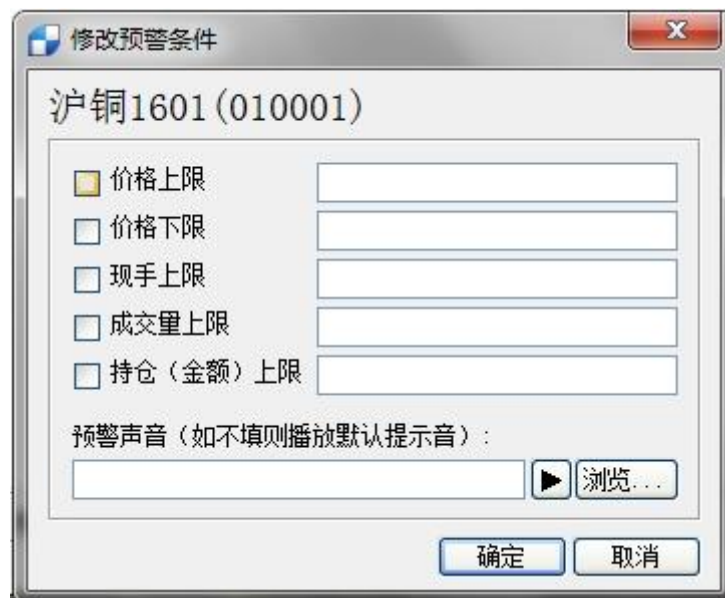 修改预警条件
沪铜1601(010001)
价格上限
价格下限
现手上限
成交量上限
持仓（金额）上限
预警声音（如不填则播放默认提示音）:
浏览...
确定
取消